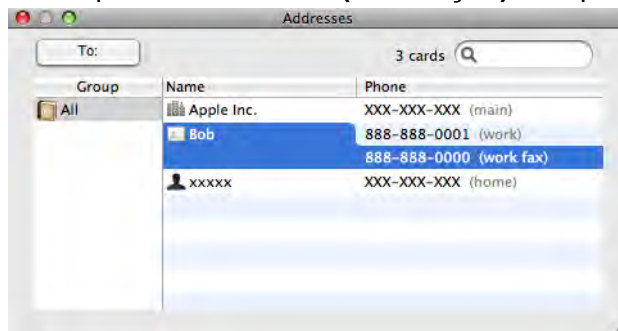 Addresses
To:
3 cards
Group Name Phone
All Apple Inc. XXX-XXX-XXX (main)
Bob 888-888-0001 (work)
888-888-0000 (work fax)
xxxxx XXX-XXX-XXX (home)